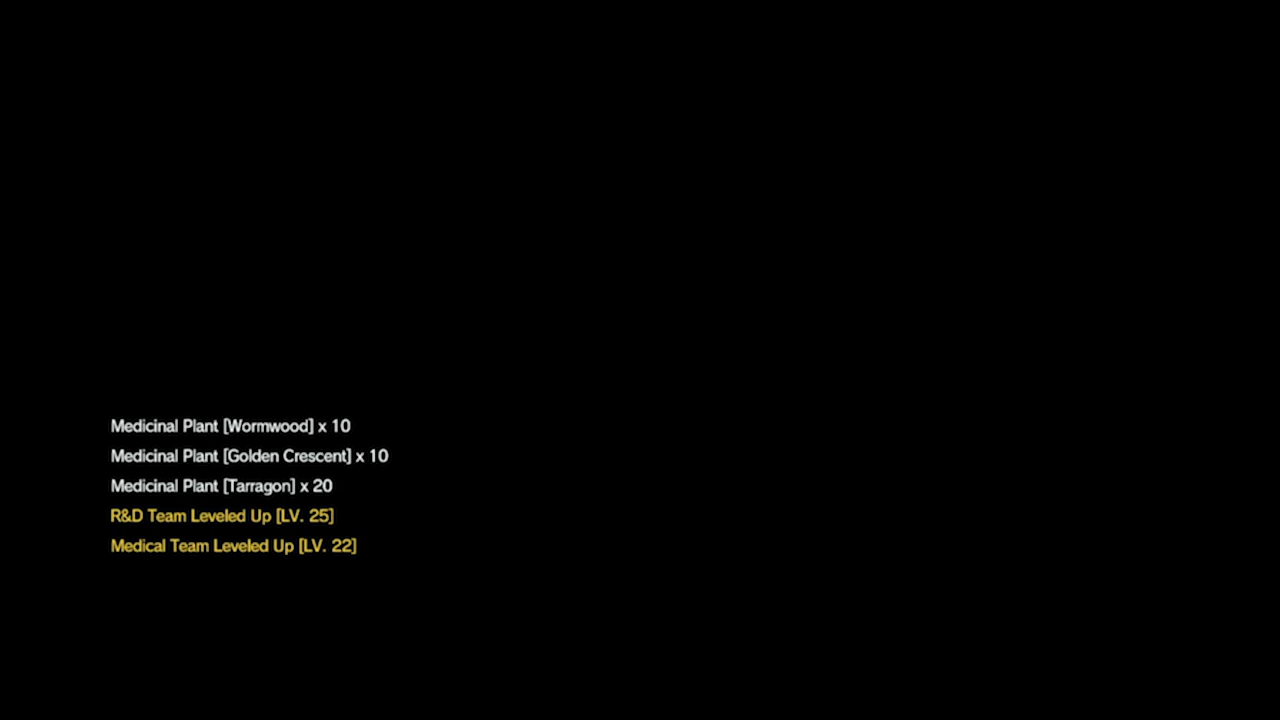 Medicinal Plant [Wormwood] x 10
Medicinal Plant [Golden Crescent] x 10
Medicinal Plant [Tarragon] x 20
R&D Team Leveled Up [LV. 25]
Medical Team Leveled Up [LV. 22]